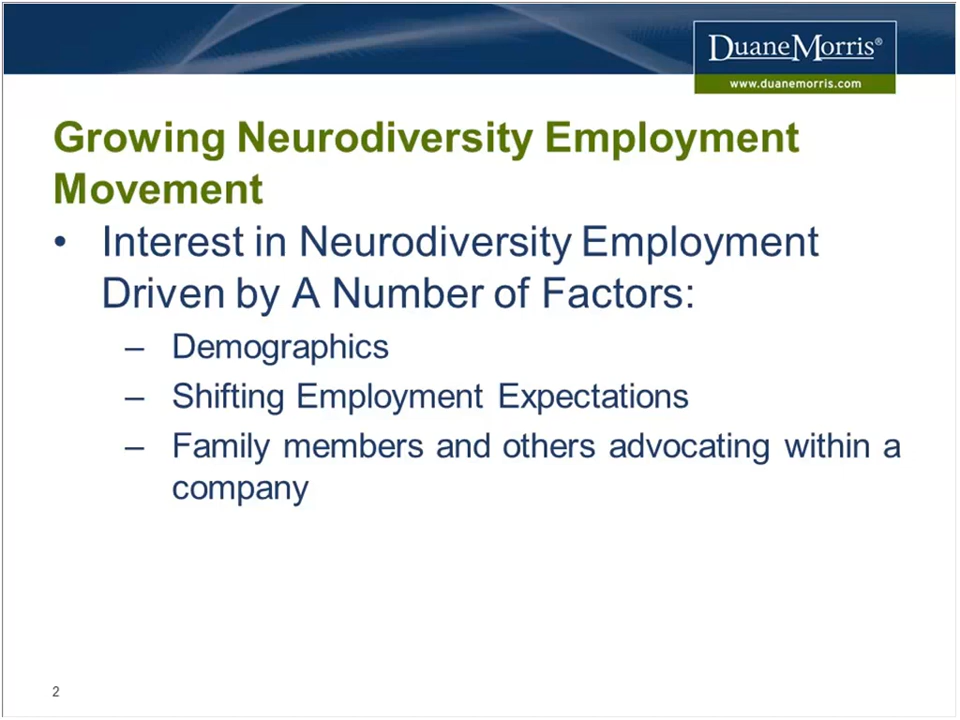 DuaneMorris®
www.duanemorris.com
Growing Neurodiversity Employment
Movement
• Interest in Neurodiversity Employment
Driven by A Number of Factors:
– Demographics
– Shifting Employment Expectations
– Family members and others advocating within a
company
2